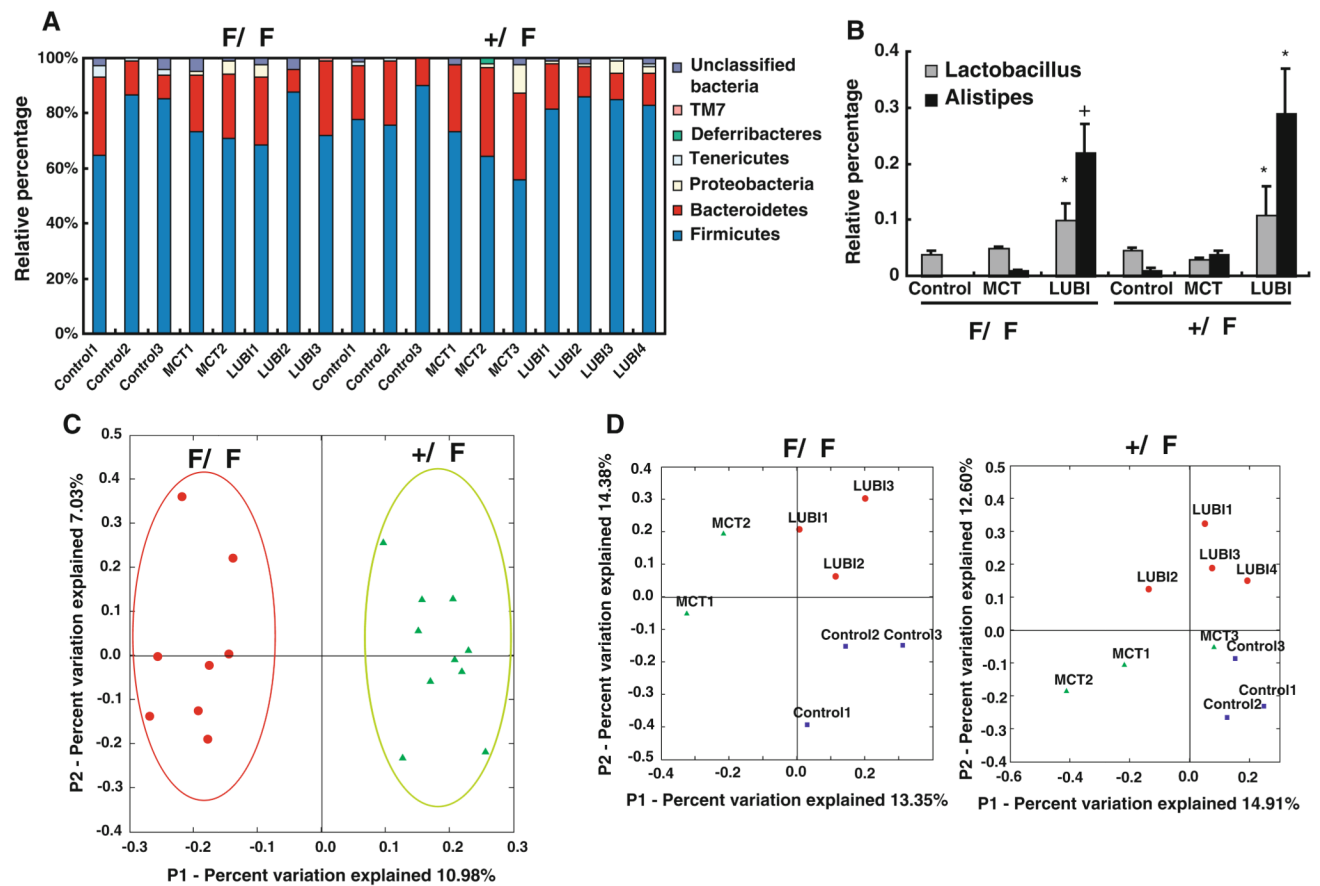 A
F/ F
+/ F
Relative percentage
100%
80%
60%
40%
20%
0%
Control1
Control2
Control3
MCT1
MCT2
LUBI1
LUBI2
LUBI3
Control1
Control2
Control3
MCT1
MCT2
MCT3
LUBI1
LUBI2
LUBI3
LUBI4
Unclassified
bacteria
TM7
Deferribacteres
Tenericutes
Proteobacteria
Bacteroidetes
Firmicutes
B
Relative percentage
0.4
0.3
0.2
0.1
0
Lactobacillus
Alistipes
*
+
*
*
Control MCT LUBI Control MCT LUBI
F/ F
+/ F
C
F/ F
+/ F
P2 - Percent variation explained 7.03%
0.5
0.4
0.3
0.2
0.1
0.0
-0.1
-0.2
-0.3
-0.4
-0.3 -0.2 -0.1 0.0 0.1 0.2 0.3
P1 - Percent variation explained 10.98%
D
F/ F
P2 - Percent variation explained 14.38%
0.4
0.3
0.2
0.1
0.0
-0.1
-0.2
-0.3
-0.4
-0.5
LUBI3
MCT2
LUBI1
LUBI2
MCT1
Control2 Control3
Control1
-0.4 -0.2 0.0 0.2
P1 - Percent variation explained 13.35%
+/ F
P2 - Percent variation explained 12.60%
0.5
0.4
0.3
0.2
0.1
0.0
-0.1
-0.2
-0.3
-0.4
LUBI1
LUBI3
LUBI2
LUBI4
MCT3
Control3
MCT1
MCT2
Control1
Control2
-0.6 -0.4 -0.2 0.0 0.2
P1 - Percent variation explained 14.91%